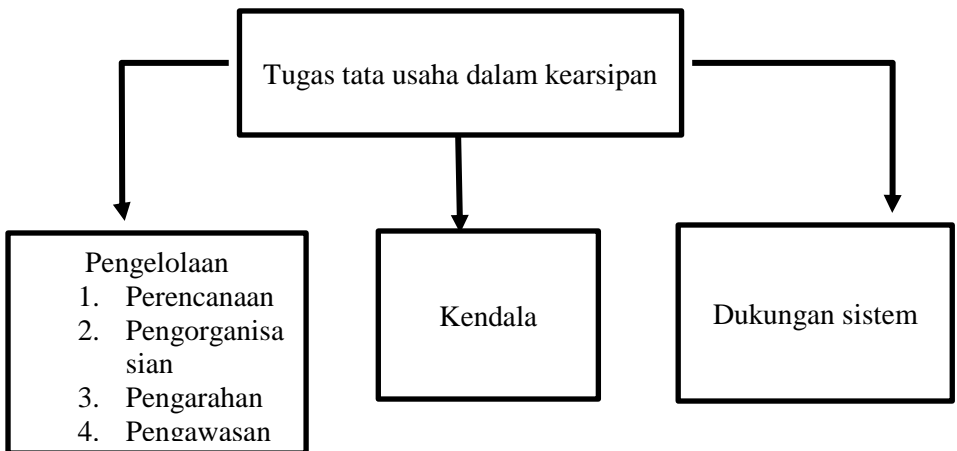 Tugas tata usaha dalam kearsipan
Pengelolaan
1. Perencanaan
2. Pengorganisa
sian
3. Pengarahan
4. Pengawasan
Kendala
Dukungan sistem